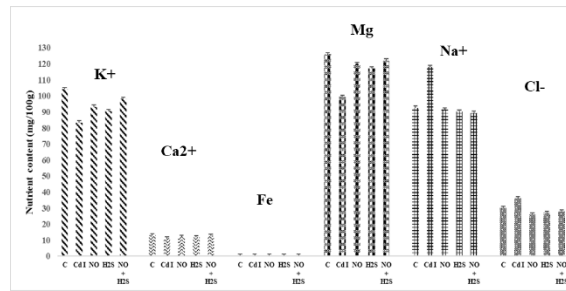 Mg
Na+
K+
Cl-
Ca2+
Fe
Nutrient content (mg/100g)
130
120
110
100
90
80
70
60
50
40
30
20
10
0
C Cd1 NO H2S NO + H2S
C Cd1 NO H2S NO + H2S
C Cd1 NO H2S NO + H2S
C Cd1 NO H2S NO + H2S
C Cd1 NO H2S NO + H2S
C Cd1 NO H2S NO + H2S